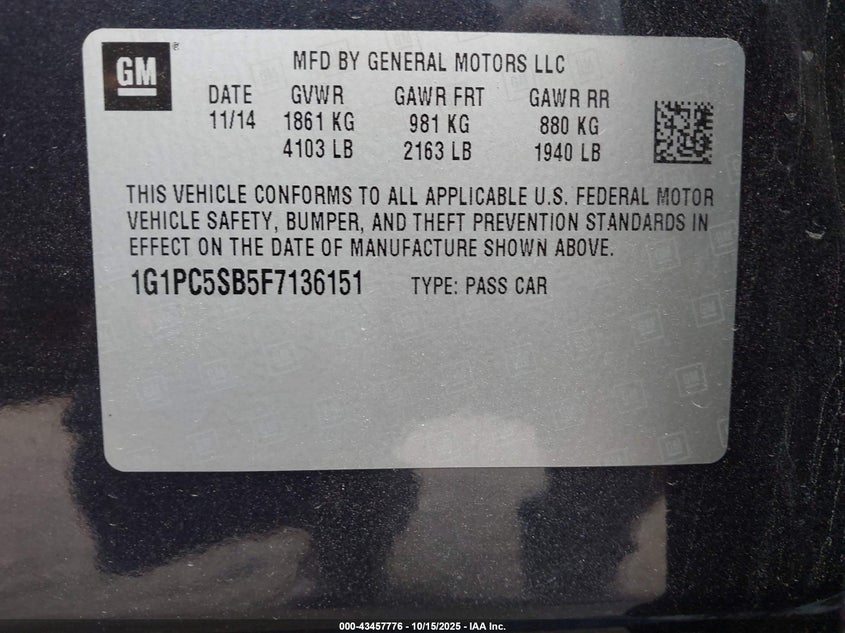 GM
MFD BY GENERAL MOTORS LLC
DATE GVWR GAWR FRT GAWR RR
11/14 1861 KG 981 KG 880 KG
4103 LB 2163 LB 1940 LB
THIS VEHICLE CONFORMS TO ALL APPLICABLE U.S. FEDERAL MOTOR
VEHICLE SAFETY, BUMPER, AND THEFT PREVENTION STANDARDS IN
EFFECT ON THE DATE OF MANUFACTURE SHOWN ABOVE.
1G1PC5SB5F7136151 TYPE: PASS CAR
000-43457776 - 10/15/2025 - IAA Inc.